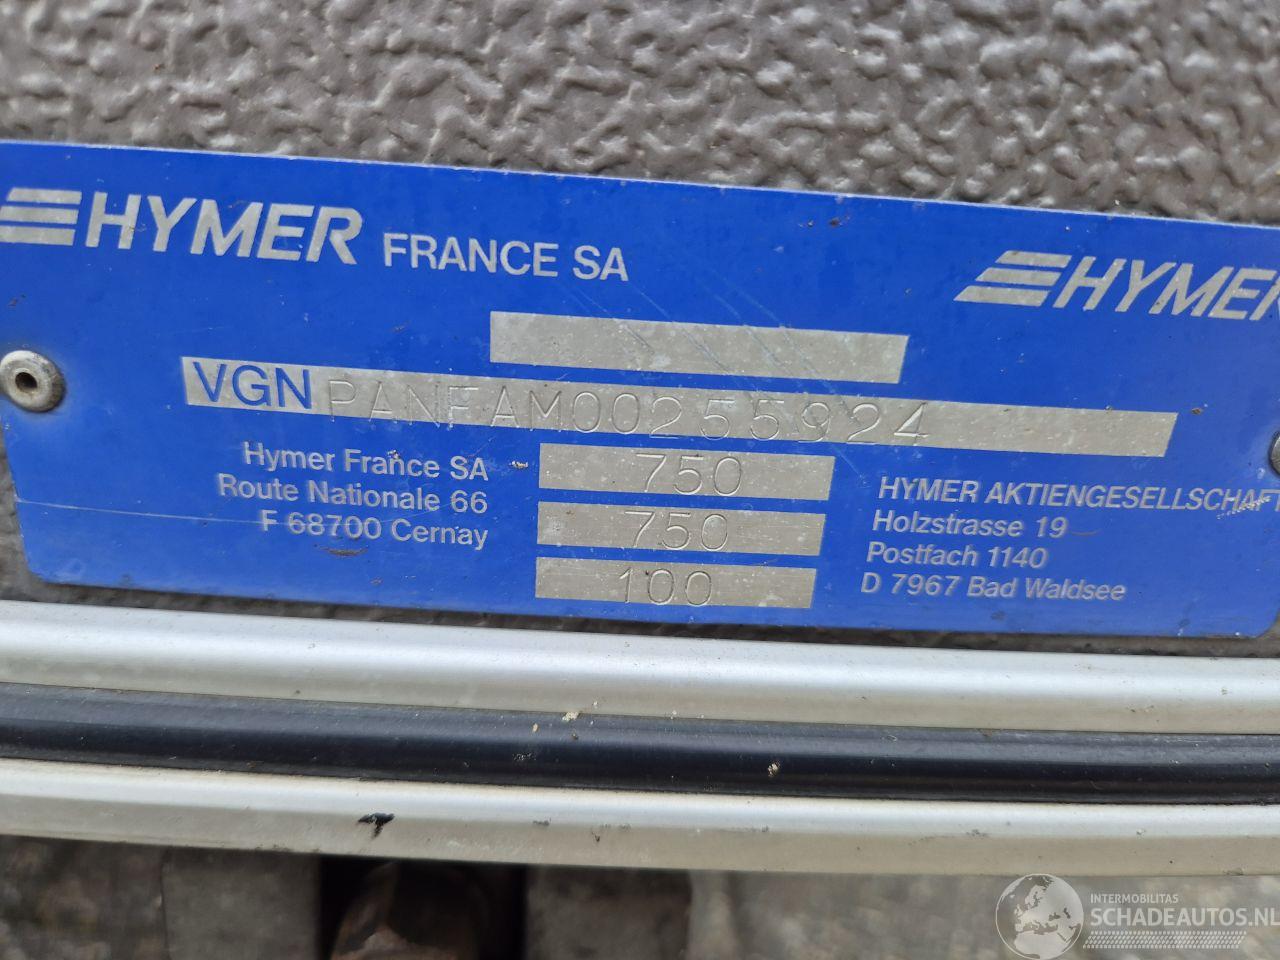 HYMER FRANCE SA
HYMER
VGN PANFAM00255924
Hymer France SA
Route Nationale 66
F 68700 Cernay
750
750
100
HYMER AKTIENGESELLSCHAFT
Holzstrasse 19
Postfach 1140
D 7967 Bad Waldsee
INTERMOBILITAS
SCHADEAUTOS.NL